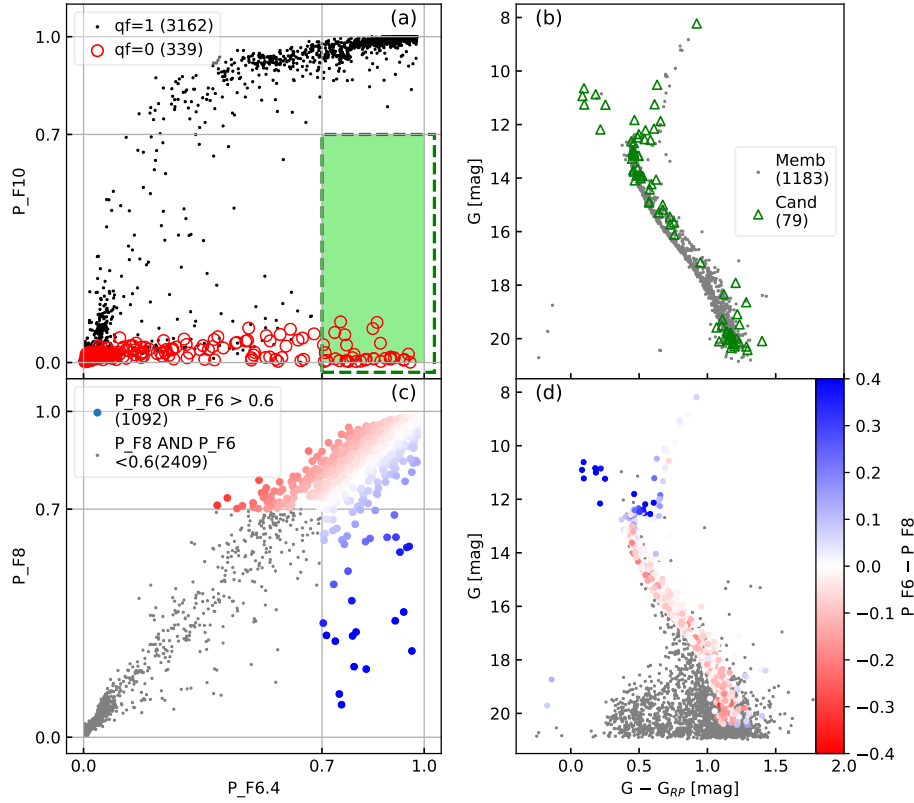 (a)
qf=1 (3162)
qf=0 (339)
1.0
0.7
0.0
P_F10
(b)
8
10
12
14
16
18
20
G [mag]
Memb
(1183)
Cand
(79)
(c)
P_F8 OR P_F6 > 0.6
(1092)
P_F8 AND P_F6
<0.6(2409)
1.0
0.7
0.0
P_F8
0.0
0.7
1.0
P_F6.4
(d)
8
10
12
14
16
18
20
G [mag]
0.0
0.5
1.0
1.5
2.0
G − G_RP [mag]
0.4
0.3
0.2
0.1
0.0
−0.1
−0.2
−0.3
−0.4
P F6 − P F8